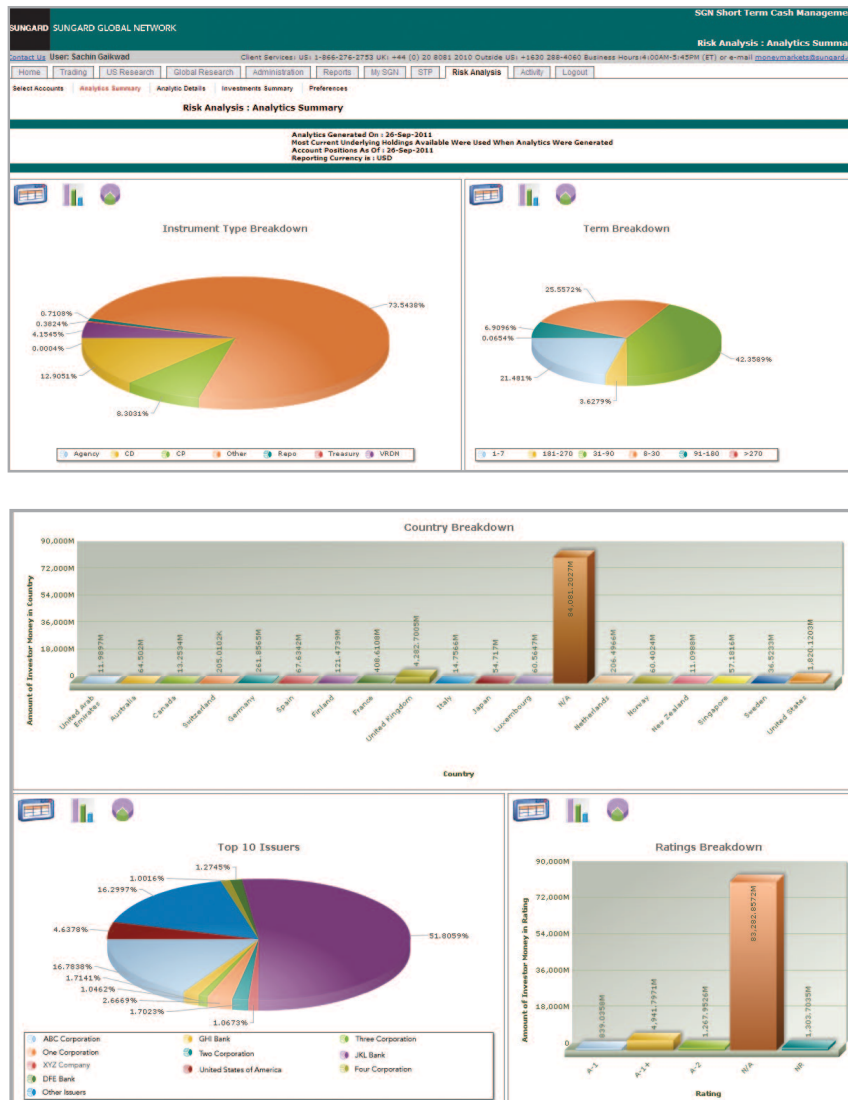 SGN Short Term Cash Manageme
SUNGARD SUNGARD GLOBAL NETWORK
Risk Analysis : Analytics Summa
Contact Us User: Sachin Gaikwad Client Services: US: 1-866-276-2753 UK: +44 (0) 20 8081 2010 Outside US: +1630 288-4060 Business Hours:4:00AM-5:45PM (ET) or e-mail moneymarkets@sungard.
Home Trading US Research Global Research Administration Reports My SGN STP Risk Analysis Activity Logout
Select Accounts Analytics Summary Analytic Details Investments Summary Preferences
Risk Analysis : Analytics Summary
Analytics Generated On : 26-Sep-2011
Most Current Underlying Holdings Available Were Used When Analytics Were Generated
Account Positions As Of : 26-Sep-2011
Reporting Currency is : USD
Instrument Type Breakdown
73.5438%
0.7108%
0.3824%
4.1545%
0.0004%
12.9051%
8.3031%
Agency CD CP Other Repo Treasury VRDN
Term Breakdown
25.5572%
6.9096%
0.0654%
42.3589%
21.481%
3.6279%
1-7 181-270 31-90 8-30 91-180 >270
Country Breakdown
Amount of Investor Money in Country
90,000M
72,000M
54,000M
36,000M
18,000M
0
11.9897M
64.502M
13.2534M
205.0102K
261.8565M
67.6342M
121.4739M
408.6108M
4,282.7005M
14.7566M
54.717M
60.5647M
84,081.2027M
206.4966M
60.4024M
11.0988M
57.1816M
36.5233M
1,820.1203M
United Arab Emirates
Australia
Canada
Switzerland
Germany
Spain
Finland
France
United Kingdom
Italy
Japan
Luxembourg
N/A
Netherlands
Norway
New Zealand
Singapore
Sweden
United States
Country
Top 10 Issuers
1.2745%
1.0016%
16.2997%
4.6378%
51.8059%
16.7838%
1.7141%
1.0462%
2.6669%
1.7023%
1.0673%
ABC Corporation GHI Bank Three Corporation
One Corporation Two Corporation JKL Bank
XYZ Company United States of America Four Corporation
DFE Bank
Other Issuers
Ratings Breakdown
Amount of Investor Money in Rating
90,000M
72,000M
54,000M
36,000M
18,000M
0
839.0258M
4,941.7971M
1,267.9526M
83,282.8572M
1,303.7035M
A-1
A-1+
A-2
N/A
NR
Rating